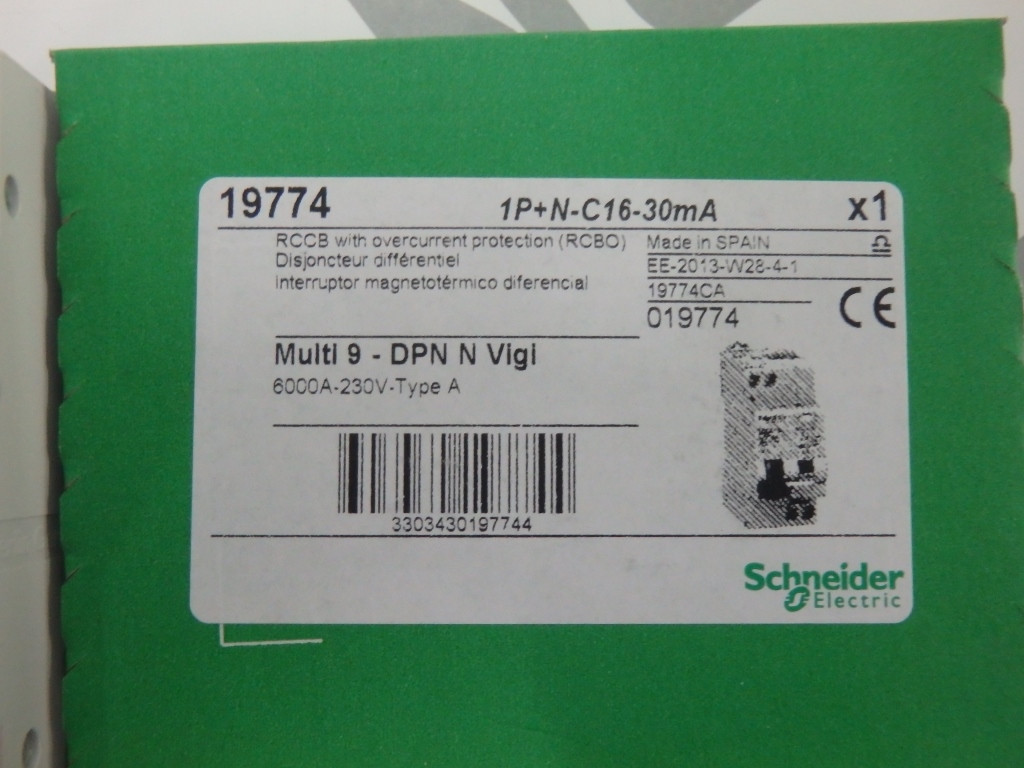 19774 1P+N-C16-30mA x1
RCCB with overcurrent protection (RCBO) Made in SPAIN
Disjoncteur différentiel EE-2013-W28-4-1
Interruptor magnetotérmico diferencial 19774CA
019774 CE
Multi 9 - DPN N Vigi
6000A-230V-Type A
3303430197744
Schneider
Electric